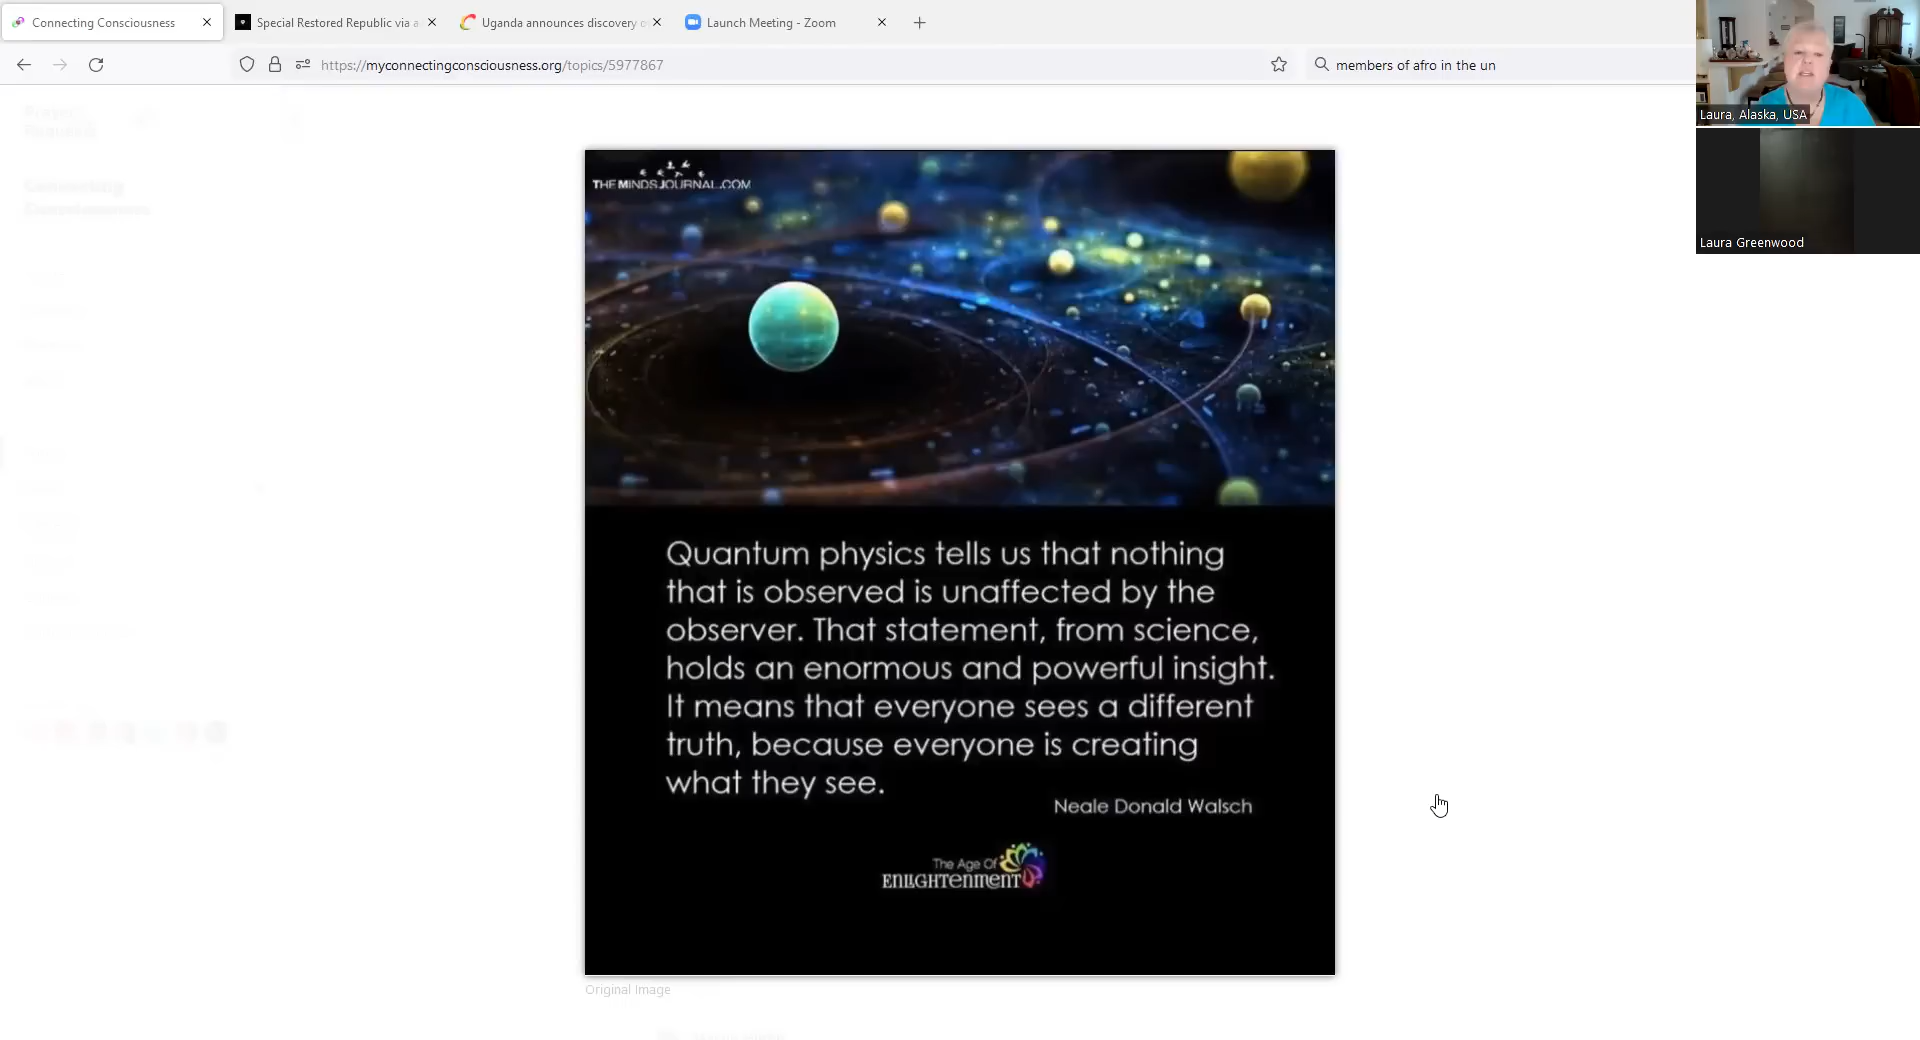 Connecting Consciousness
Special Restored Republic via a
Uganda announces discovery o
Launch Meeting - Zoom
https://myconnectingconsciousness.org/topics/5977867
members of afro in the un
Laura, Alaska, USA
Laura Greenwood
THEMINDSJOURNAL.COM
Quantum physics tells us that nothing
that is observed is unaffected by the
observer. That statement, from science,
holds an enormous and powerful insight.
It means that everyone sees a different
truth, because everyone is creating
what they see.
Neale Donald Walsch
The Age Of
ENLIGHTENMENT
Original Image